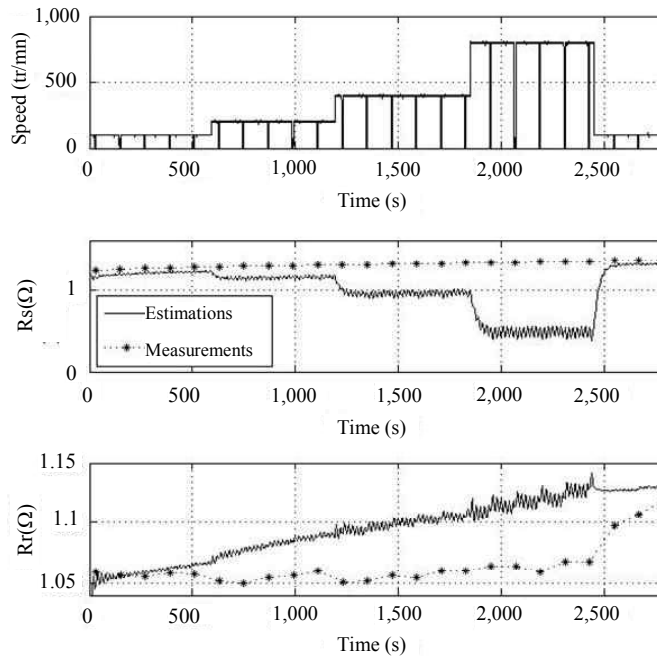 1,000
500
0
Speed (tr/mn)
0 500 1,000 1,500 2,000 2,500
Time (s)
1
0
Rs(Ω)
Estimations
Measurements
0 500 1,000 1,500 2,000 2,500
Time (s)
1.15
1.1
1.05
Rr(Ω)
0 500 1,000 1,500 2,000 2,500
Time (s)